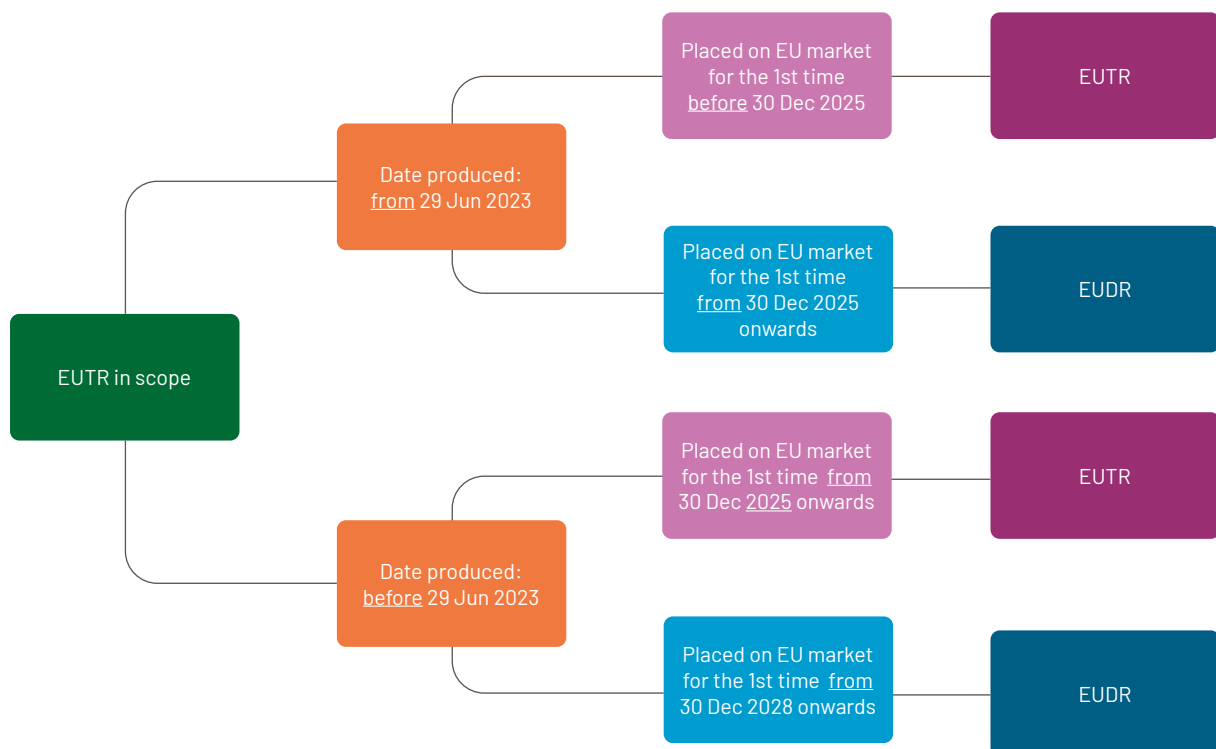 Placed on EU market
for the 1st time
before 30 Dec 2025
EUTR
Date produced:
from 29 Jun 2023
Placed on EU market
for the 1st time
from 30 Dec 2025
onwards
EUDR
EUTR in scope
Placed on EU market
for the 1st time from
30 Dec 2025 onwards
EUTR
Date produced:
before 29 Jun 2023
Placed on EU market
for the 1st time from
30 Dec 2028 onwards
EUDR